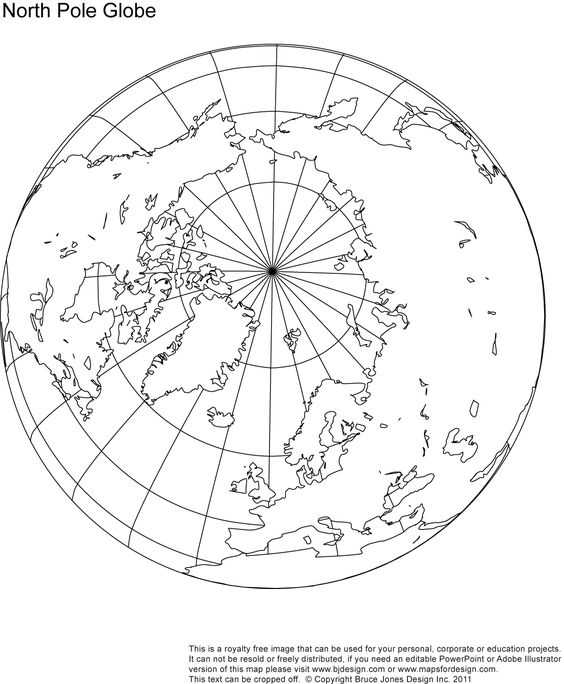 North Pole Globe
This is a royalty free image that can be used for your personal, corporate or education projects.
It can not be resold or freely distributed, if you need an editable PowerPoint or Adobe Illustrator
version of this map please visit www.bjdesign.com or www.mapsfordesign.com.
This text can be cropped off. © Copyright Bruce Jones Design Inc. 2011